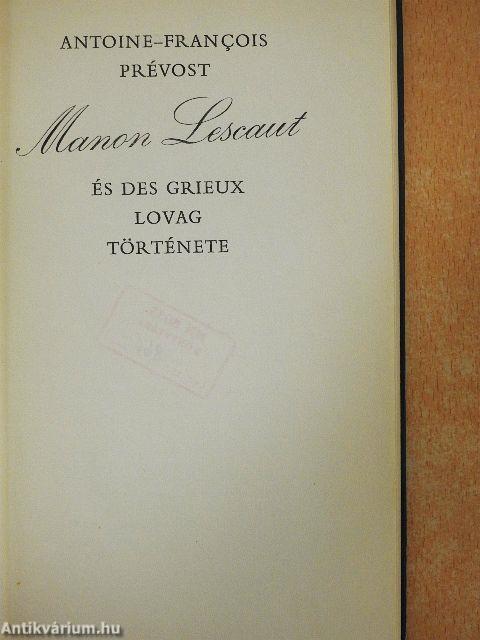 ANTOINE–FRANÇOIS
PRÉVOST
Manon Lescaut
ÉS DES GRIEUX
LOVAG
TÖRTÉNETE
Antikvárium.hu